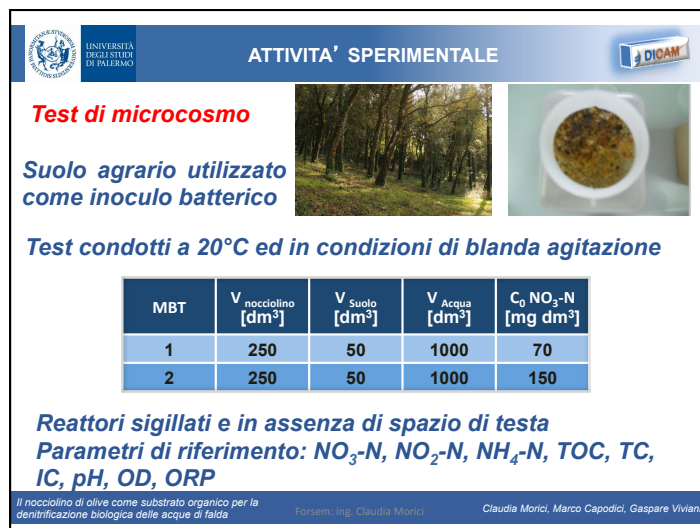 UNIVERSITÀ
DEGLI STUDI
DI PALERMO
ATTIVITA’ SPERIMENTALE
DICAM
Test di microcosmo
Suolo agrario utilizzato
come inoculo batterico
Test condotti a 20°C ed in condizioni di blanda agitazione
MBT V nocciolino [dm³] V Suolo [dm³] V Acqua [dm³] C₀ NO₃-N [mg dm³]
1 250 50 1000 70
2 250 50 1000 150
Reattori sigillati e in assenza di spazio di testa
Parametri di riferimento: NO₃-N, NO₂-N, NH₄-N, TOC, TC,
IC, pH, OD, ORP
Il nocciolino di olive come substrato organico per la
denitrificazione biologica delle acque di falda
Forsem: ing. Claudia Morici
Claudia Morici, Marco Capodici, Gaspare Viviani